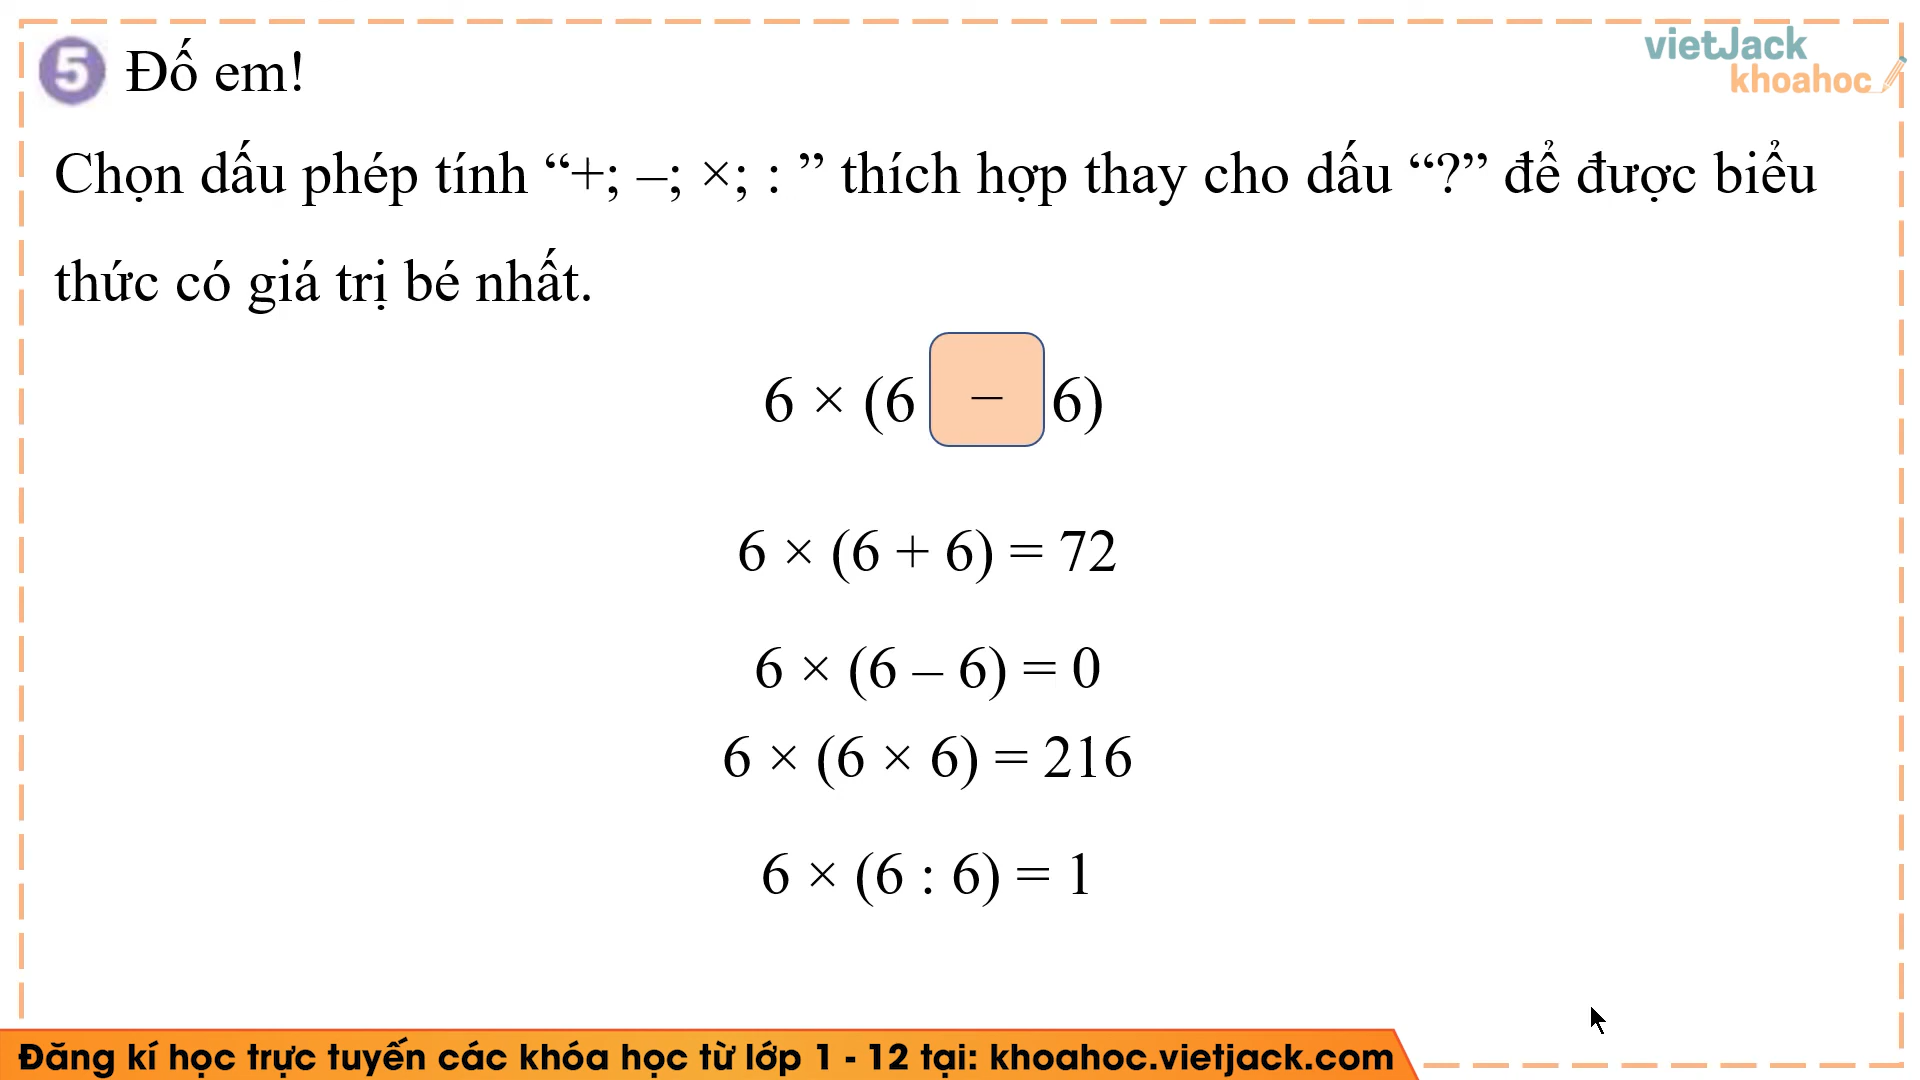 5 Đố em!
vietJack
khoahoc
Chọn dấu phép tính “+; –; ×; : ” thích hợp thay cho dấu “?” để được biểu
thức có giá trị bé nhất.
6 × (6 – 6)
6 × (6 + 6) = 72
6 × (6 – 6) = 0
6 × (6 × 6) = 216
6 × (6 : 6) = 1
Đăng kí học trực tuyến các khóa học từ lớp 1 - 12 tại: khoahoc.vietjack.com